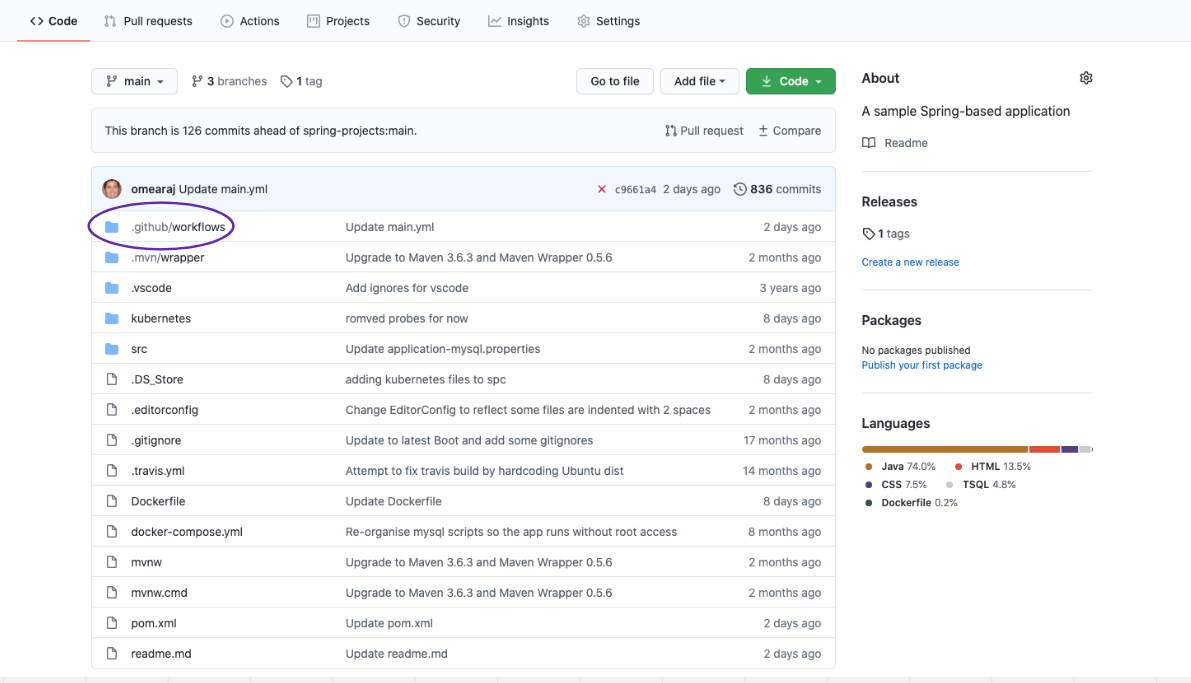 Code Pull requests Actions Projects Security Insights Settings
main 3 branches 1 tag Go to file Add file Code
This branch is 126 commits ahead of spring-projects:main. Pull request Compare
omearaj Update main.yml c9661a4 2 days ago 836 commits
.github/workflows Update main.yml 2 days ago
.mvn/wrapper Upgrade to Maven 3.6.3 and Maven Wrapper 0.5.6 2 months ago
.vscode Add ignores for vscode 3 years ago
kubernetes romved probes for now 8 days ago
src Update application-mysql.properties 2 months ago
.DS_Store adding kubernetes files to spc 8 days ago
.editorconfig Change EditorConfig to reflect some files are indented with 2 spaces 2 months ago
.gitignore Update to latest Boot and add some gitignores 17 months ago
.travis.yml Attempt to fix travis build by hardcoding Ubuntu dist 14 months ago
Dockerfile Update Dockerfile 8 days ago
docker-compose.yml Re-organise mysql scripts so the app runs without root access 8 months ago
mvnw Upgrade to Maven 3.6.3 and Maven Wrapper 0.5.6 2 months ago
mvnw.cmd Upgrade to Maven 3.6.3 and Maven Wrapper 0.5.6 2 months ago
pom.xml Update pom.xml 2 days ago
readme.md Update readme.md 2 days ago
About
A sample Spring-based application
Readme
Releases
1 tags
Create a new release
Packages
No packages published
Publish your first package
Languages
Java 74.0% HTML 13.5%
CSS 7.5% TSQL 4.8%
Dockerfile 0.2%